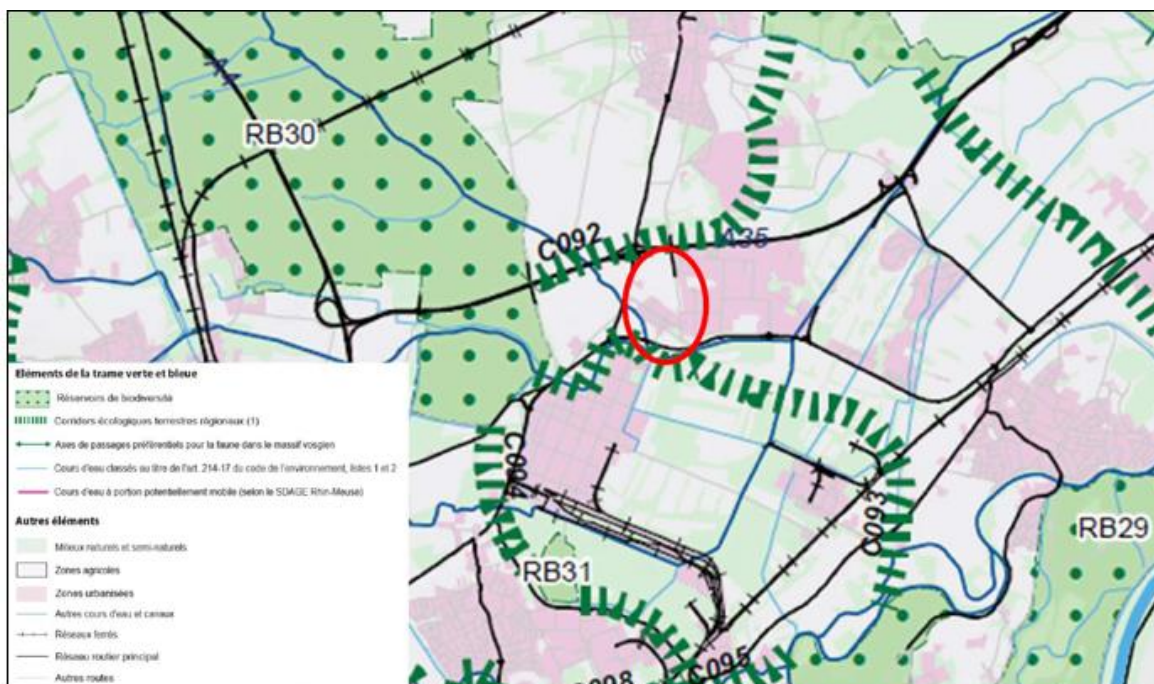 RB30
C092
A35
C094
C093
RB29
RB31
C095
C098
Eléments de la trame verte et bleue
Réservoirs de biodiversité
Corridors écologiques terrestres régionaux (1)
Axes de passages préférentiels pour la faune dans le massif vosgien
Cours d'eau classés au titre de l'art. 214-17 du code de l'environnement, listes 1 et 2
Cours d'eau à portion potentiellement mobile (selon le SDAGE Rhin-Meuse)
Autres éléments
Milieux naturels et semi-naturels
Zones agricoles
Zones urbanisées
Autres cours d'eau et canaux
Réseaux ferrés
Réseau routier principal
Autres routes